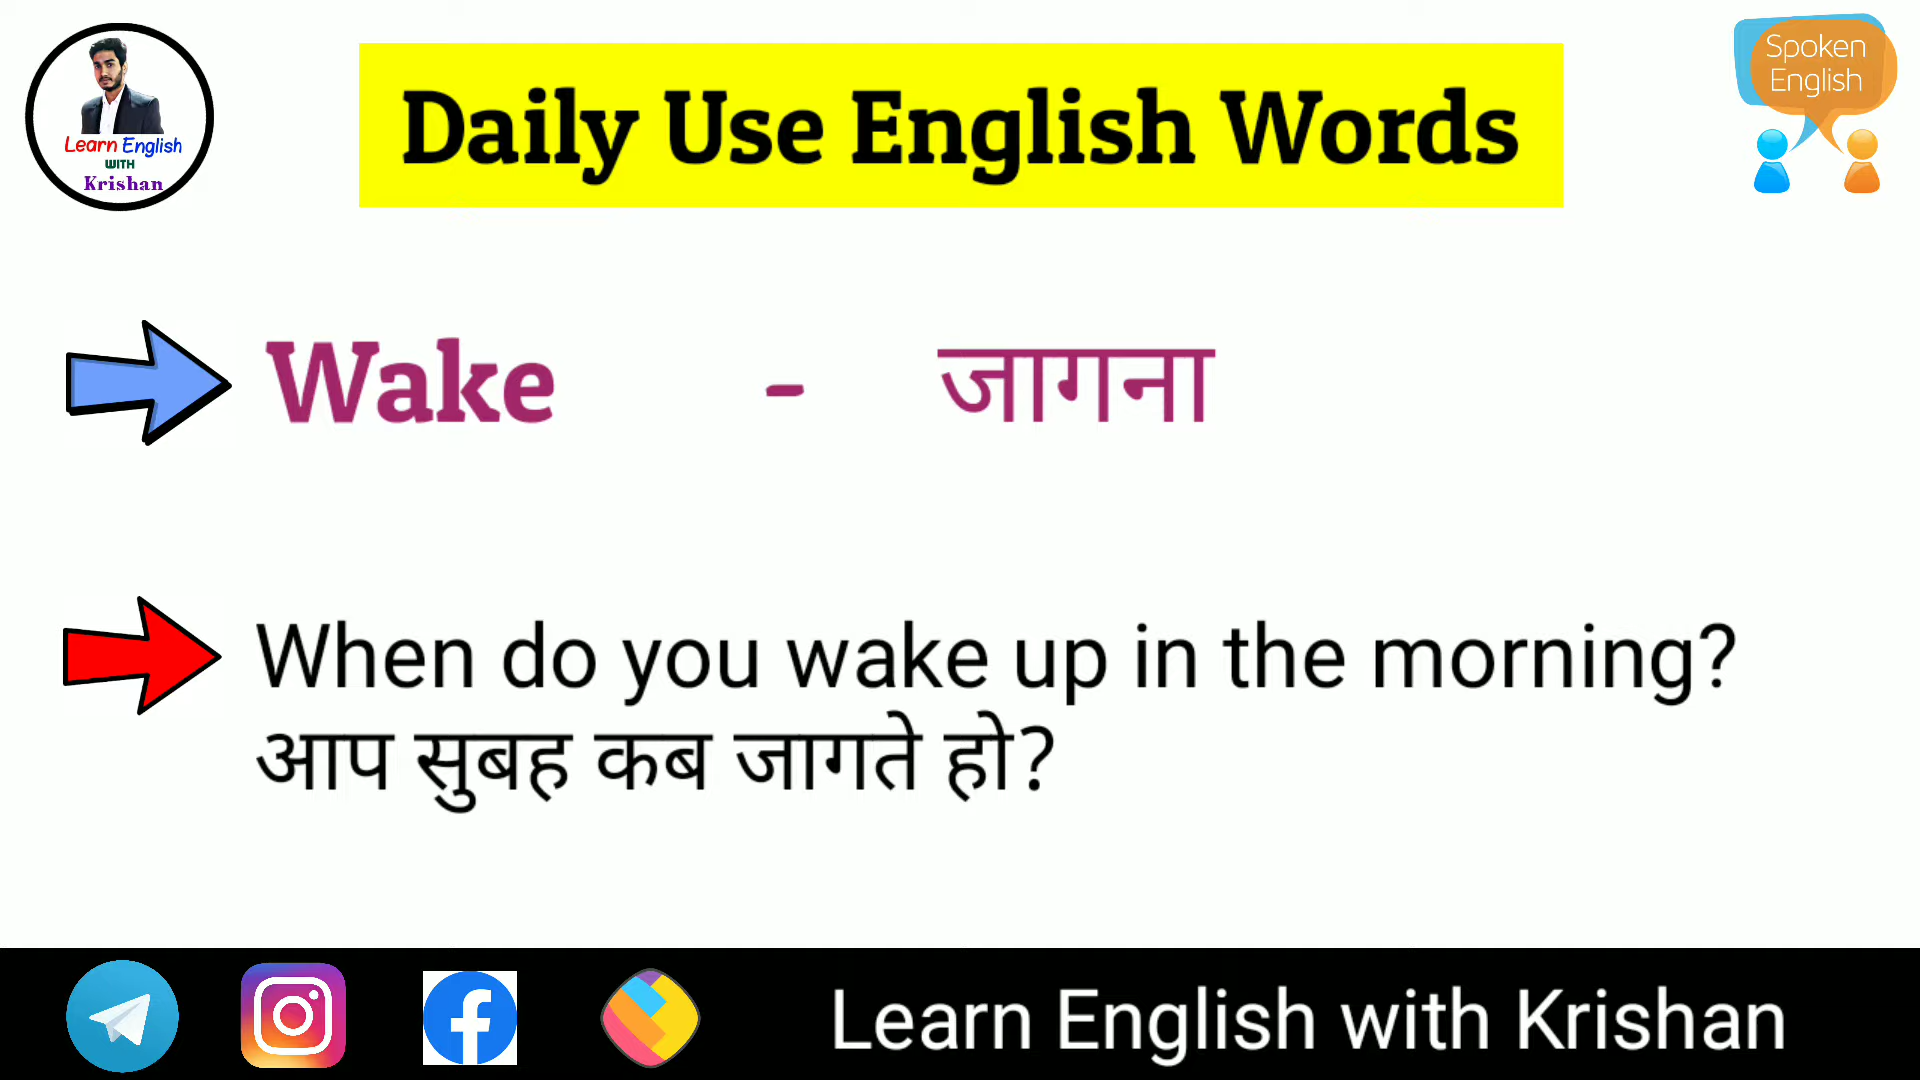 Learn English
WITH
Krishan
Daily Use English Words
Spoken
English
Wake - जागना
When do you wake up in the morning?
आप सुबह कब जागते हो?
Learn English with Krishan